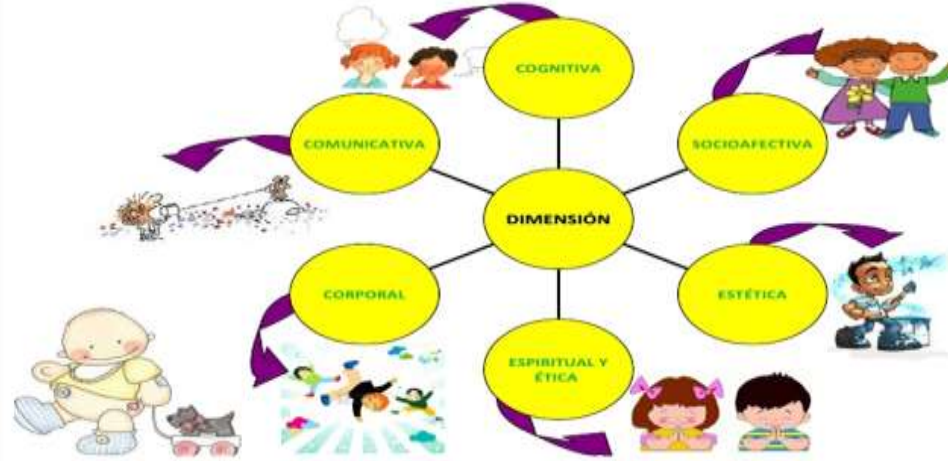 COGNITIVA
COMUNICATIVA
SOCIOAFECTIVA
DIMENSIÓN
CORPORAL
ESTÉTICA
ESPIRITUAL Y
ÉTICA